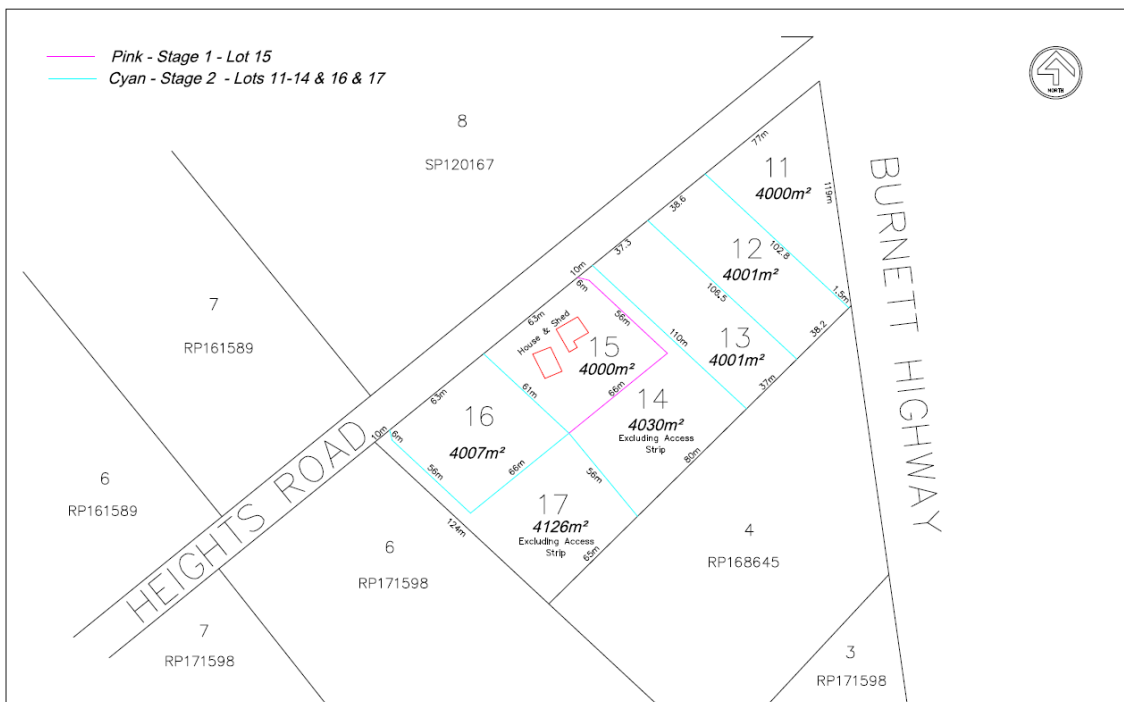 Pink - Stage 1 - Lot 15
Cyan - Stage 2 - Lots 11-14 & 16 & 17
NORTH
8
SP120167
77m
11
4000m²
119m
BURNETT HIGHWAY
38.6
102.8
12
4001m²
1.5m
37.3
106.5
38.2
10m
6m
7
RP161589
63m
House & Shed
56m
110m
13
4001m²
15
4000m²
37m
66m
14
4030m²
Excluding Access
Strip
61m
63m
16
4007m²
10m
6m
56m
66m
80m
56m
HEIGHTS ROAD
6
RP161589
124m
17
4126m²
Excluding Access
Strip
65m
4
RP168645
6
RP171598
7
RP171598
3
RP171598